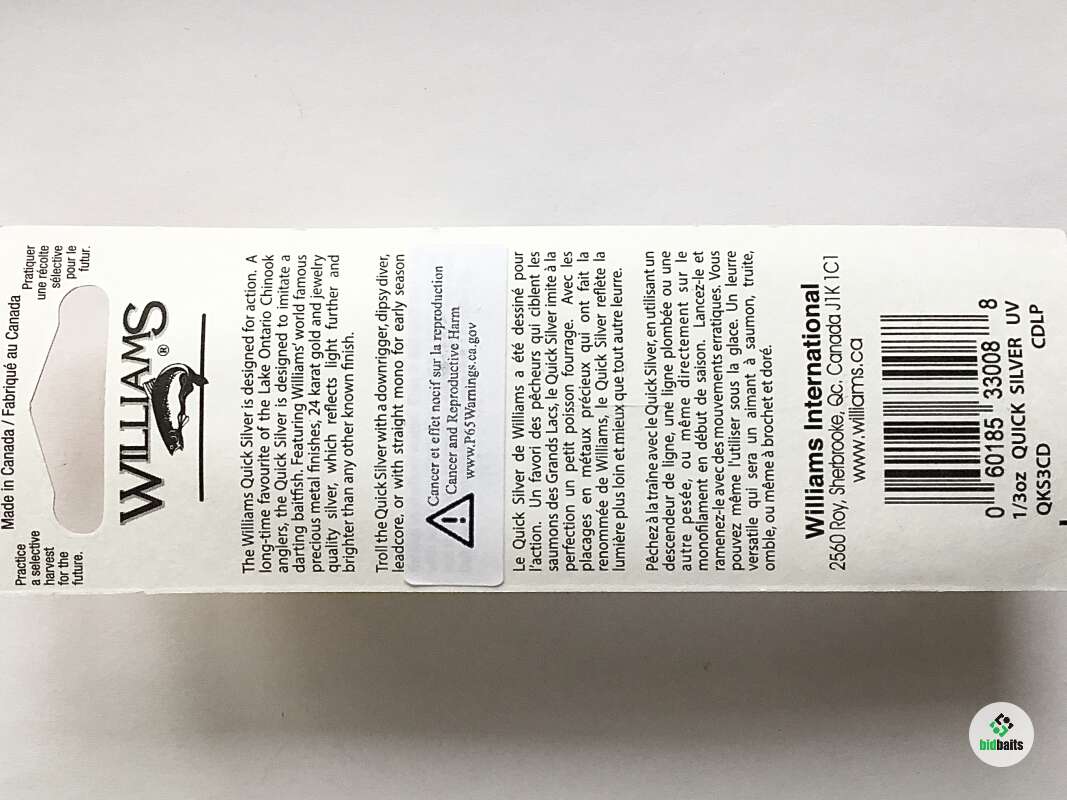 Made in Canada / Fabriqué au Canada
Practice
a selective
harvest
for the
future.
Pratiquer
une récolte
sélective
pour le
futur.
WILLIAMS®
The Williams Quick Silver is designed for action. A
long-time favourite of the Lake Ontario Chinook
anglers, the Quick Silver is designed to imitate a
darting baitfish. Featuring Williams' world famous
precious metal finishes; 24 karat gold and jewelry
quality silver, which reflects light further and
brighter than any other known finish.
Troll the Quick Silver with a downrigger, dipsy diver,
leadcore, or with straight mono for early season
Cancer et effet nocif sur la reproduction
Cancer and Reproductive Harm
www.P65Warnings.ca.gov
Le Quick Silver de Williams a été dessiné pour
l'action. Un favori des pêcheurs qui ciblent les
saumons des Grands Lacs, le Quick Silver imite à la
perfection un petit poisson fourrage. Avec les
placages en métaux précieux qui ont fait la
renommée de Williams, le Quick Silver reflète la
lumière plus loin et mieux que tout autre leurre.
Pêchez à la traîne avec le Quick Silver, en utilisant un
descendeur de ligne, une ligne plombée ou une
autre pesée, ou même directement sur le
monofilament en début de saison. Lancez-le et
ramenez-le avec des mouvements erratiques. Vous
pouvez même l'utiliser sous la glace. Un leurre
versatile qui sera un aimant à saumon, truite,
omble, ou même à brochet et doré.
Williams International
2560 Roy, Sherbrooke, Qc. Canada J1K 1C1
www.williams.ca
0 60185 33008 8
1/3oz QUICK SILVER UV
QKS3CD CDLP
bidbaits